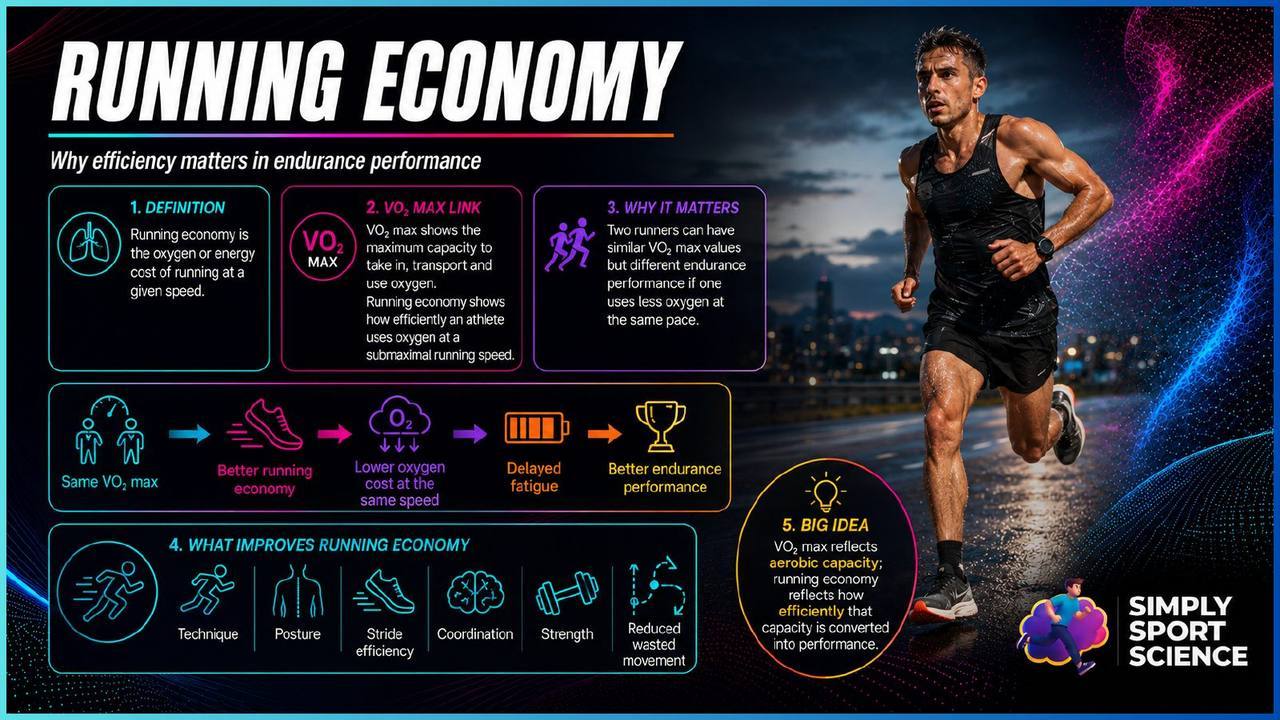 RUNNING ECONOMY
Why efficiency matters in endurance performance
1. DEFINITION
Running economy is
the oxygen or energy
cost of running at a
given speed.
2. VO₂ MAX LINK
VO₂
MAX
VO₂ max shows the
maximum capacity to
take in, transport and
use oxygen.
Running economy shows
how efficiently an athlete
uses oxygen at a
submaximal running speed.
3. WHY IT MATTERS
Two runners can have
similar VO₂ max values
but different endurance
performance if one
uses less oxygen at
the same pace.
Same VO₂ max
Better running
economy
O₂
Lower oxygen
cost at the
same speed
Delayed
fatigue
Better endurance
performance
4. WHAT IMPROVES RUNNING ECONOMY
Technique
Posture
Stride
efficiency
Coordination
Strength
Reduced
wasted
movement
5. BIG IDEA
VO₂ max reflects
aerobic capacity;
running economy
reflects how
efficiently that
capacity is converted
into performance.
SIMPLY
SPORT
SCIENCE